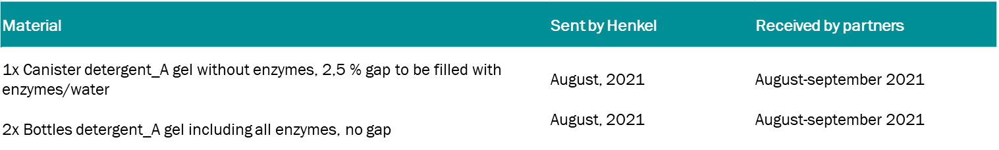 Material Sent by Henkel Received by partners
1x Canister detergent_A gel without enzymes, 2,5 % gap to be filled with
enzymes/water
August, 2021 August-september 2021
2x Bottles detergent_A gel including all enzymes, no gap
August, 2021 August-september 2021